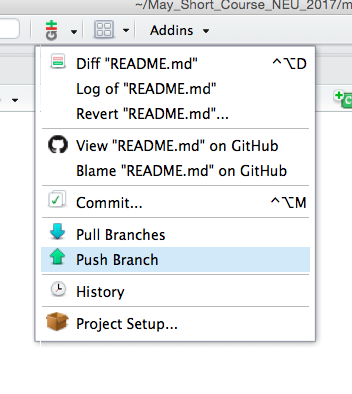 ~/May_Short_Course_NEU_2017/m
Addins
Diff "README.md" ^⌥D
Log of "README.md"
Revert "README.md"...
View "README.md" on GitHub
Blame "README.md" on GitHub
Commit... ^⌥M
Pull Branches
Push Branch
History
Project Setup...